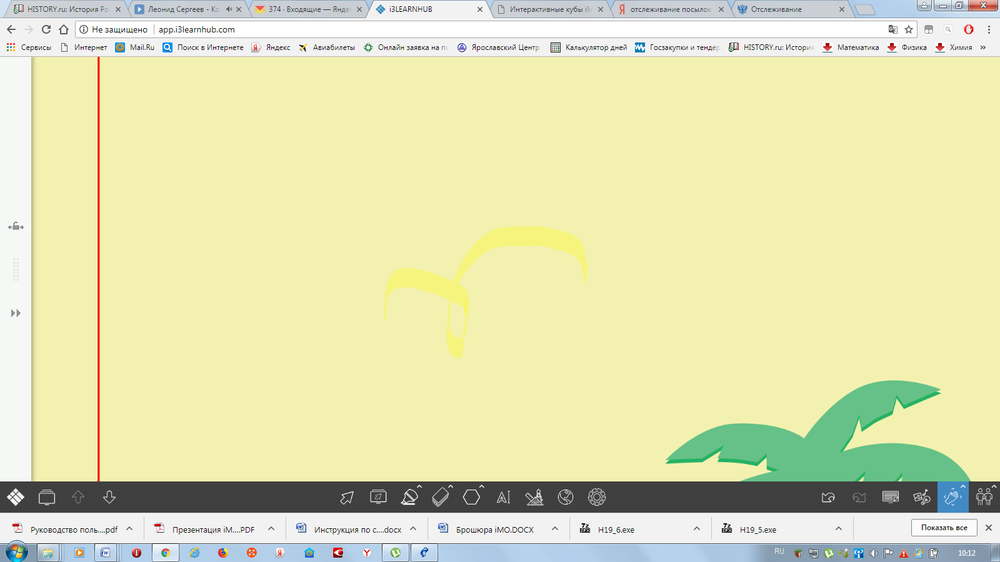 HISTORY.ru: История Ро
Леонид Сергеев - Ко
374 · Входящие — Янде
i3LEARNHUB
Интерактивные кубы iM
отслеживание посылок
Отслеживание
Не защищено
app.i3learnhub.com
Сервисы
Интернет
Mail.Ru
Поиск в Интернете
Яндекс
Авиабилеты
Онлайн заявка на по
Ярославский Центр
Калькулятор дней
Госзакупки и тендер
HISTORY.ru: История
Математика
Физика
Химия
Руководство поль....pdf
Презентация iM....PDF
Инструкция по с....docx
Брошюра iMO.DOCX
H19_6.exe
H19_5.exe
Показать все
RU
10:12